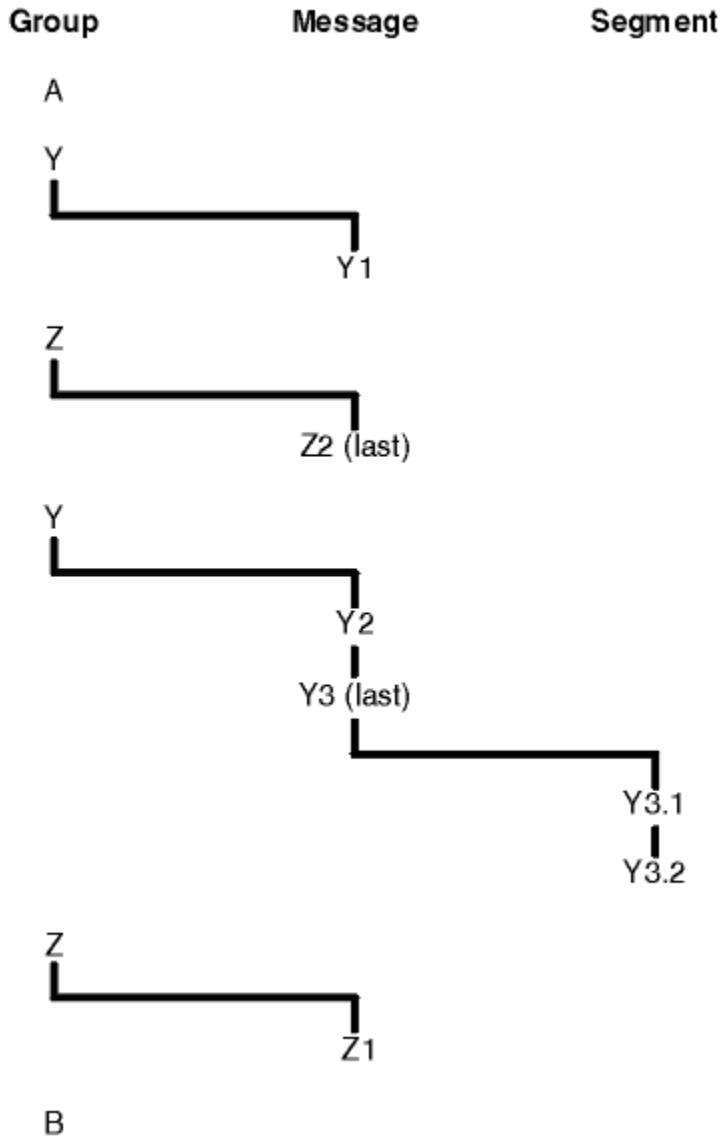 Group Message Segment
A
Y
Y1
Z
Z2 (last)
Y
Y2
Y3 (last)
Y3.1
Y3.2
Z
Z1
B